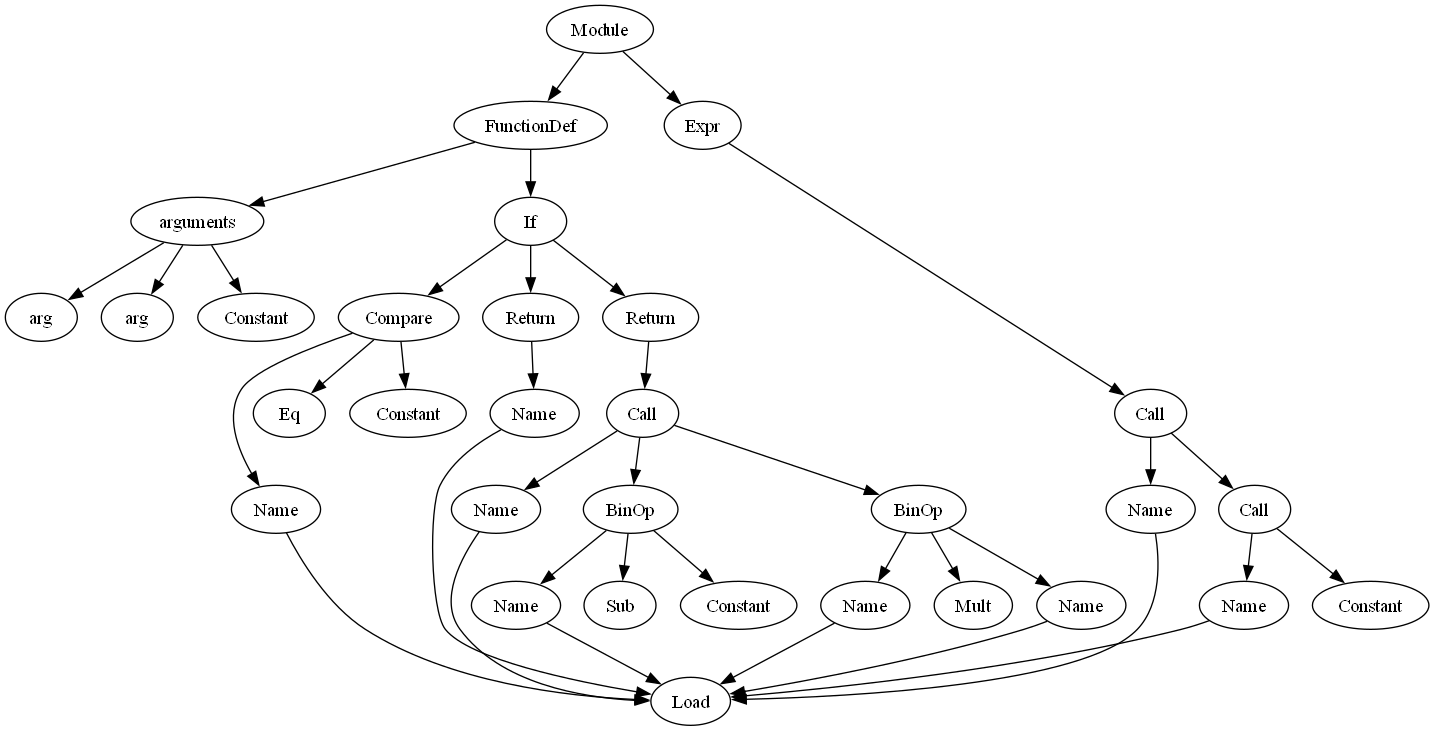 Module
FunctionDef
Expr
arguments
If
arg
arg
Constant
Compare
Return
Return
Eq
Constant
Name
Call
Call
Name
Name
BinOp
BinOp
Name
Call
Name
Sub
Constant
Name
Mult
Name
Name
Constant
Load